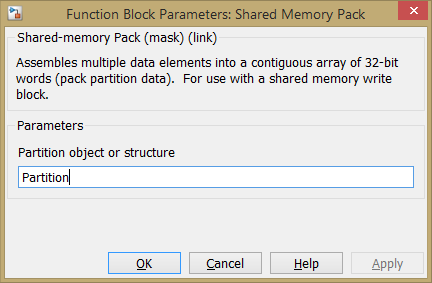 Function Block Parameters: Shared Memory Pack
Shared-memory Pack (mask) (link)
Assembles multiple data elements into a contiguous array of 32-bit
words (pack partition data).  For use with a shared memory write
block.
Parameters
Partition object or structure
Partition
OK Cancel Help Apply